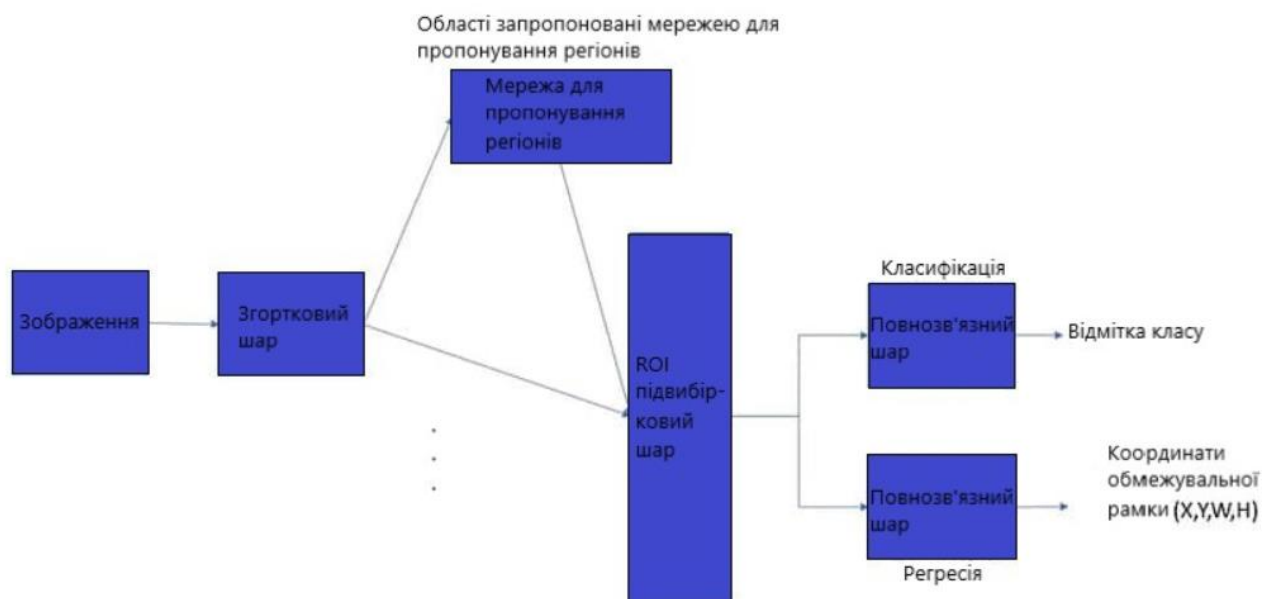 Області запропоновані мережею для
пропонування регіонів
Мережа для
пропонування
регіонів
Зображення
Згортковий
шар
ROI
підвибір-
ковий
шар
Класифікація
Повнозв'язний
шар
Відмітка класу
Повнозв'язний
шар
Регресія
Координати
обмежувальної
рамки (X,Y,W,H)